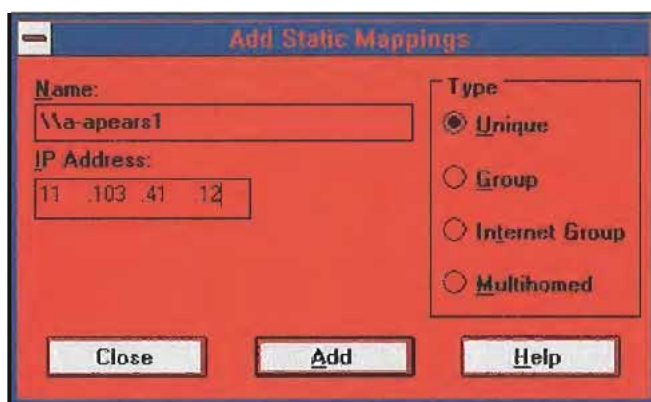 Add Static Mappings
Name:
\\a-apears1
IP Address:
11 .103 .41 .12
Type
Unique
Group
Internet Group
Multihomed
Close
Add
Help